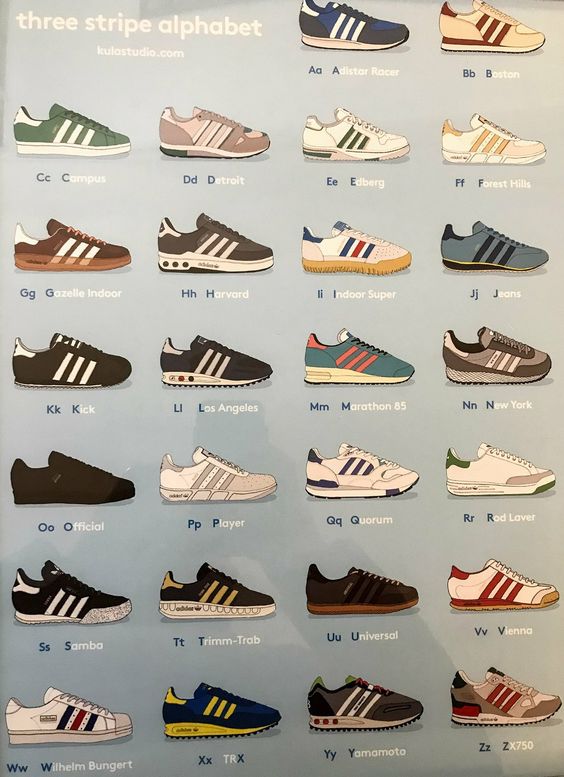 three stripe alphabet
kulastudio.com
Aa Adistar Racer
Bb Boston
Cc Campus
Dd Detroit
Ee Edberg
Ff Forest Hills
Gg Gazelle Indoor
Hh Harvard
Ii Indoor Super
Jj Jeans
Kk Kick
Ll Los Angeles
Mm Marathon 85
Nn New York
Oo Official
Pp Player
Qq Quorum
Rr Rod Laver
Ss Samba
Tt Trimm-Trab
Uu Universal
Vv Vienna
Ww Wilhelm Bungert
Xx TRX
Yy Yamamota
Zz ZX750